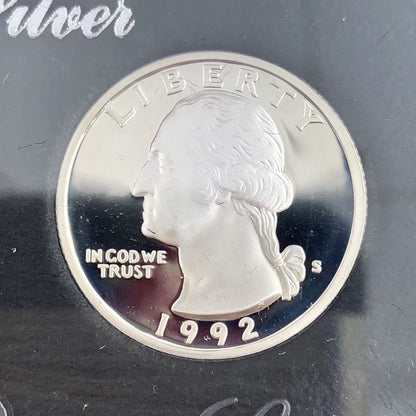 Silver
LIBERTY
IN GOD WE
TRUST
S
1992